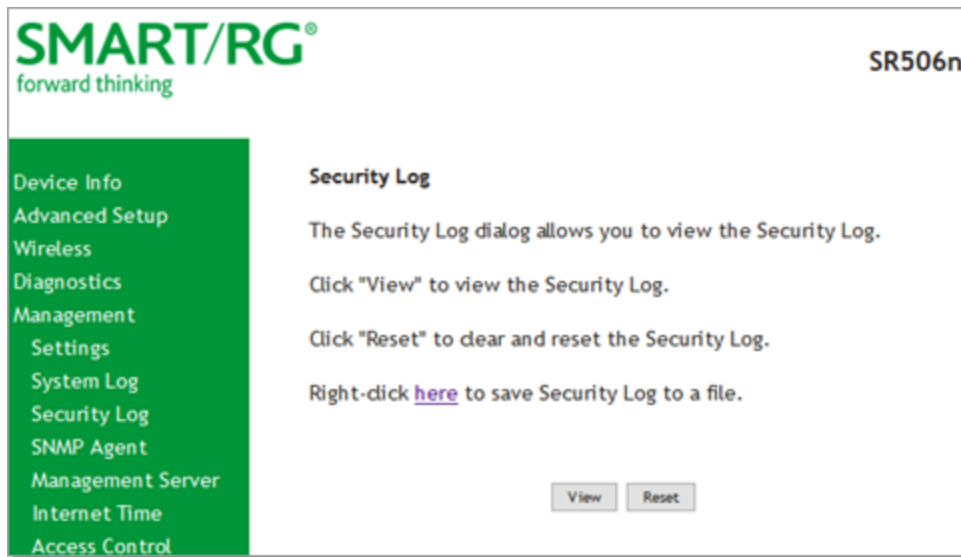 SMART/RG®
forward thinking
SR506n
Device Info
Advanced Setup
Wireless
Diagnostics
Management
Settings
System Log
Security Log
SNMP Agent
Management Server
Internet Time
Access Control
Security Log
The Security Log dialog allows you to view the Security Log.
Click "View" to view the Security Log.
Click "Reset" to clear and reset the Security Log.
Right-click here to save Security Log to a file.
View Reset